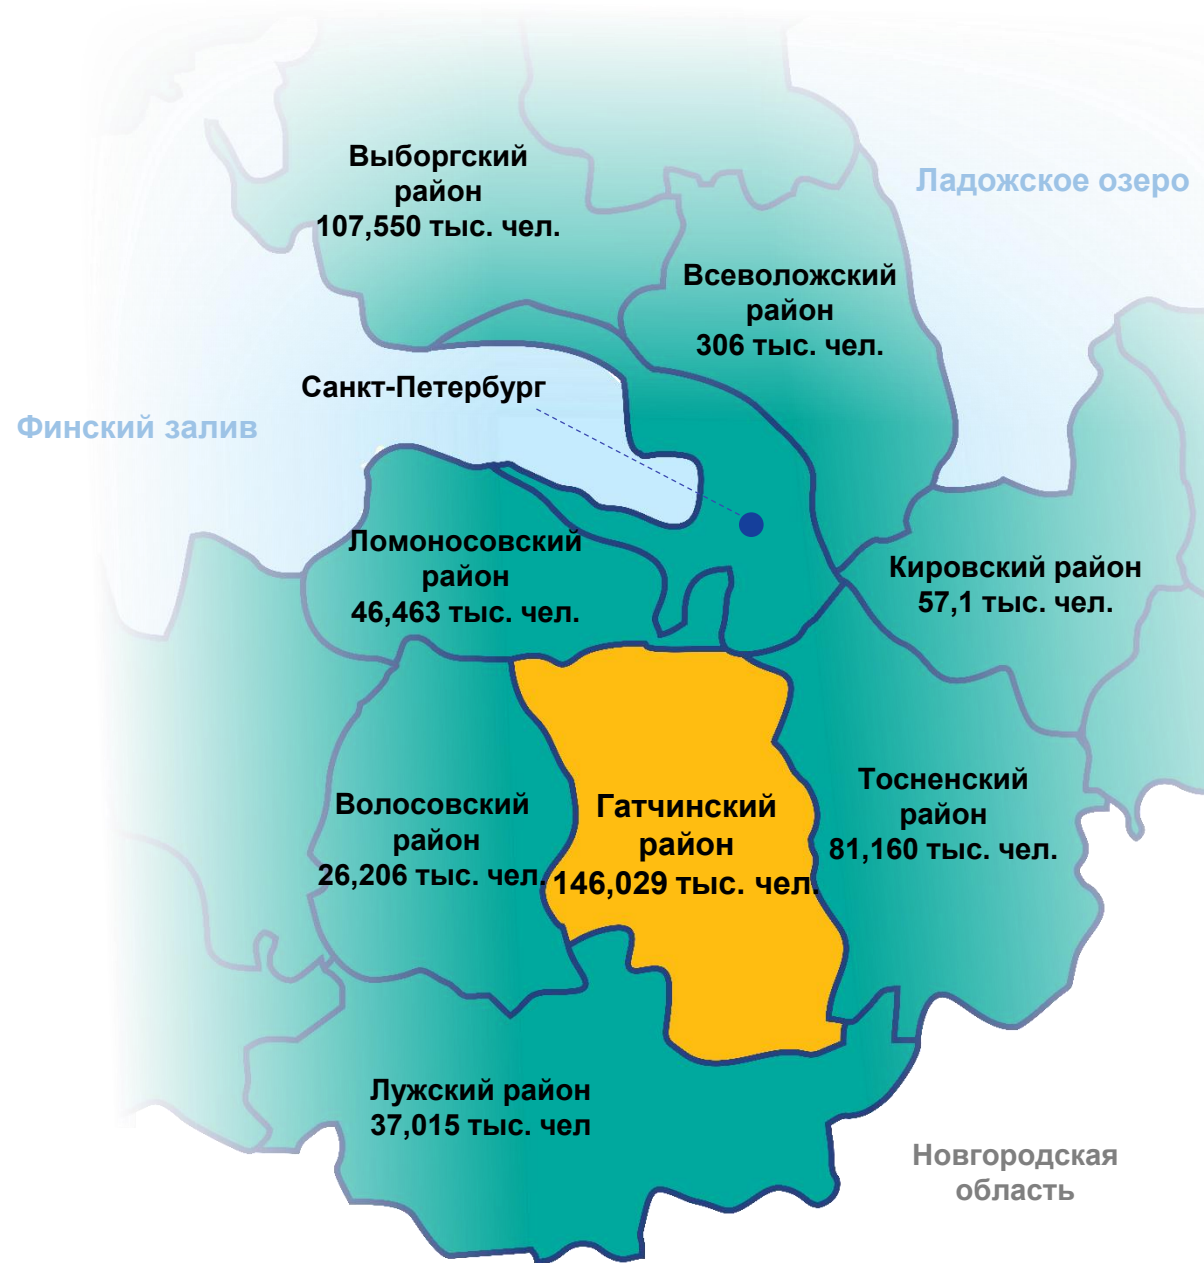 Выборгский
район
107,550 тыс. чел.
Ладожское озеро
Всеволожский
район
306 тыс. чел.
Санкт-Петербург
Финский залив
Ломоносовский
район
46,463 тыс. чел.
Кировский район
57,1 тыс. чел.
Волосовский
район
26,206 тыс. чел.
Гатчинский
район
146,029 тыс. чел.
Тосненский
район
81,160 тыс. чел.
Лужский район
37,015 тыс. чел
Новгородская
область